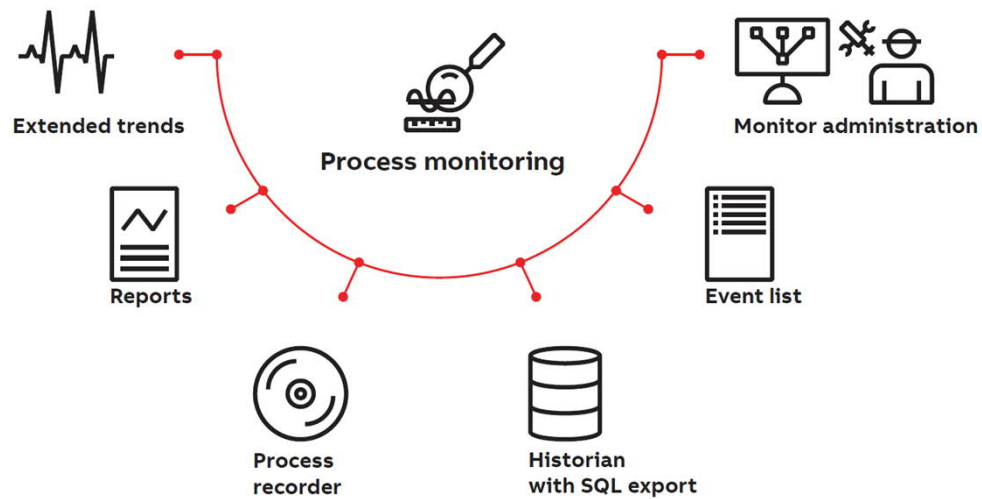 Extended trends
Process monitoring
Monitor administration
Reports
Event list
Process
recorder
Historian
with SQL export